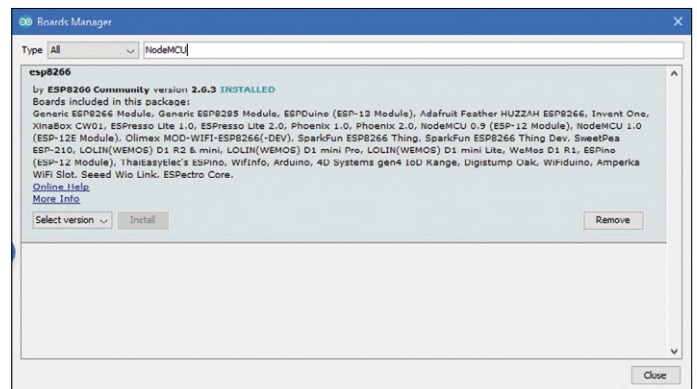 Boards Manager
Type All NodeMCU
esp8266
by ESP8266 Community version 2.6.3 INSTALLED
Boards included in this package:
Generic ESP8266 Module, Generic ESP8285 Module, ESPDuino (ESP-13 Module), Adafruit Feather HUZZAH ESP8266, Invent One,
XinaBox CW01, ESPresso Lite 1.0, ESPresso Lite 2.0, Phoenix 1.0, Phoenix 2.0, NodeMCU 0.9 (ESP-12 Module), NodeMCU 1.0
(ESP-12E Module), Olimex MOD-WIFI-ESP8266(-DEV), SparkFun ESP8266 Thing, SparkFun ESP8266 Thing Dev, SweetPea
ESP-210, LOLIN(WEMOS) D1 R2 & mini, LOLIN(WEMOS) D1 mini Pro, LOLIN(WEMOS) D1 mini Lite, WeMos D1 R1, ESPino
(ESP-12 Module), ThaiEasyElec's ESPino, WifInfo, Arduino, 4D Systems gen4 IoD Range, Digistump Oak, WiFiduino, Amperka
WiFi Slot, Seeed Wio Link, ESPectro Core.
Online Help
More Info
Select version Install Remove
Close